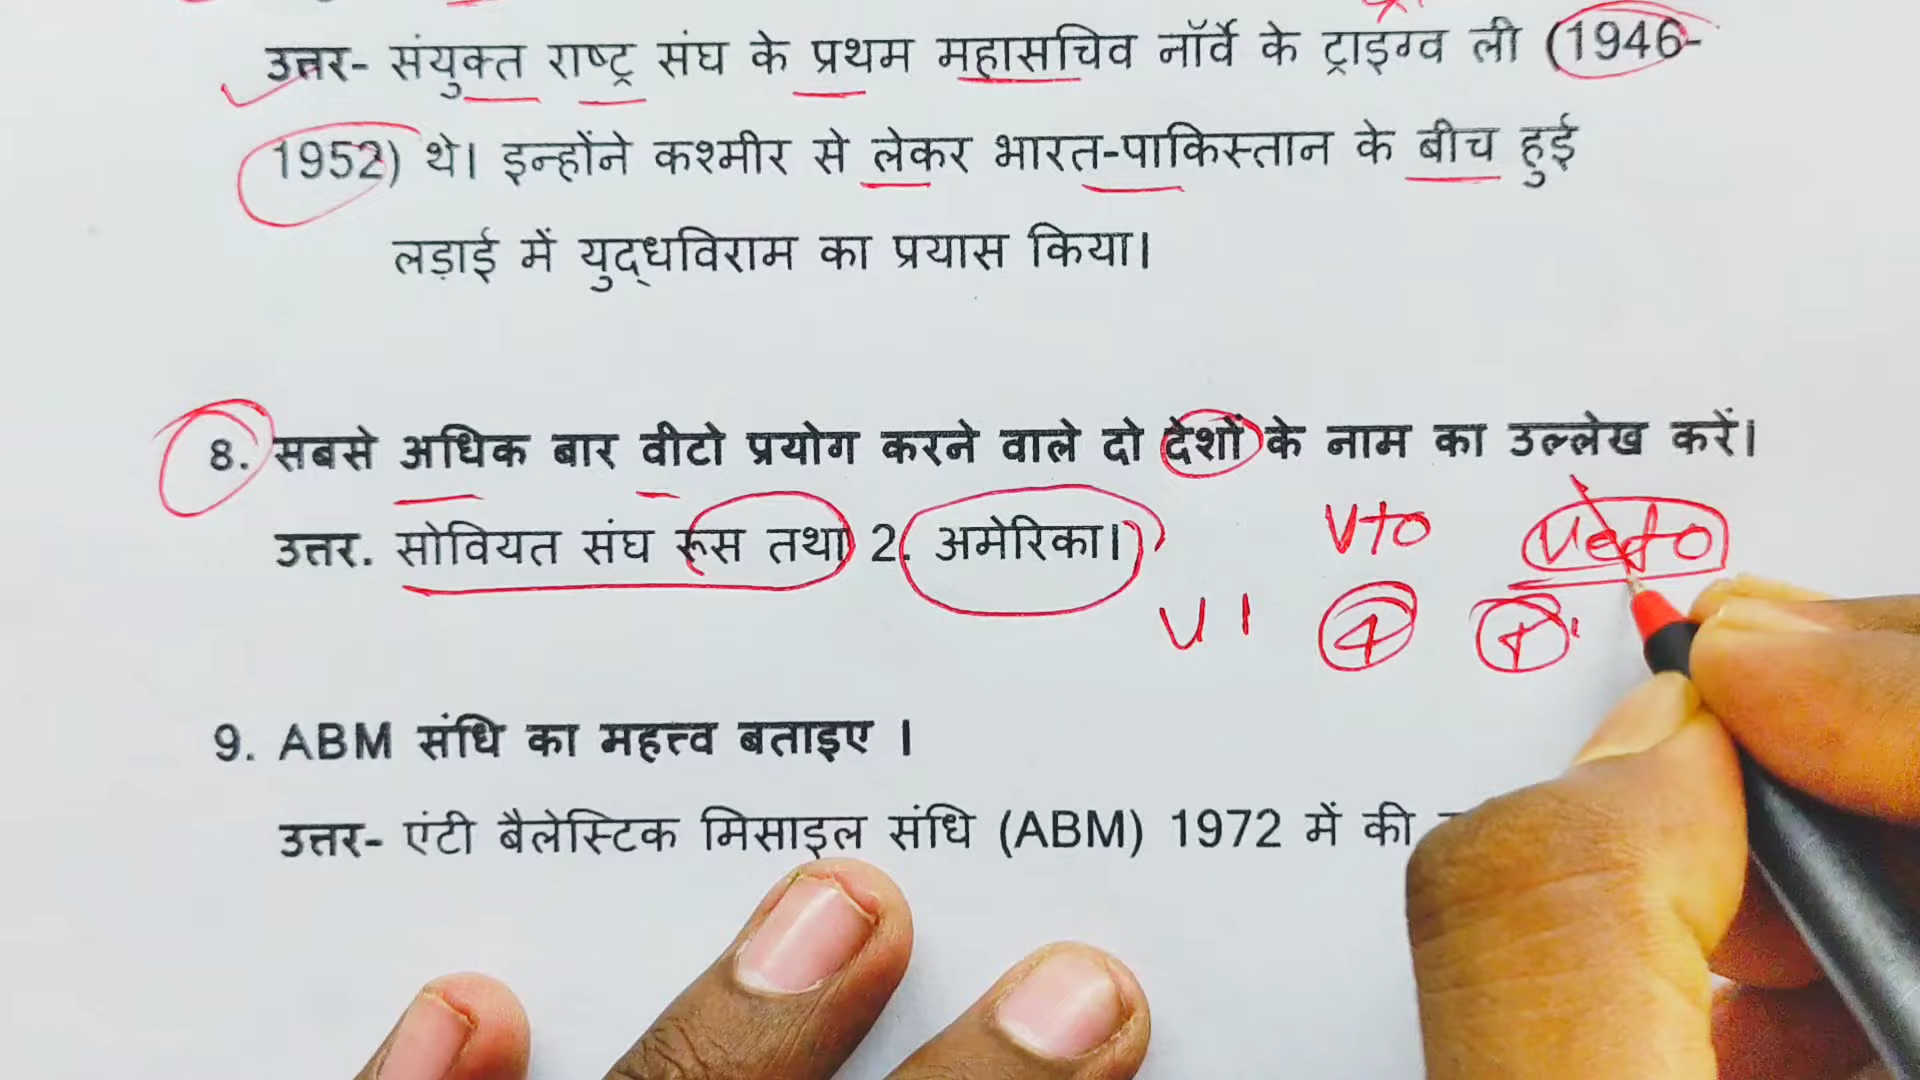 उत्तर- संयुक्त राष्ट्र संघ के प्रथम महासचिव नॉर्वे के ट्राइग्व ली (1946-
1952) थे। इन्होंने कश्मीर से लेकर भारत-पाकिस्तान के बीच हुई
लड़ाई में युद्धविराम का प्रयास किया।
8. सबसे अधिक बार वीटो प्रयोग करने वाले दो देशों के नाम का उल्लेख करें।
उत्तर. सोवियत संघ रूस तथा 2. अमेरिका।
Vto
9. ABM संधि का महत्त्व बताइए ।
उत्तर- एंटी बैलेस्टिक मिसाइल संधि (ABM) 1972 में की